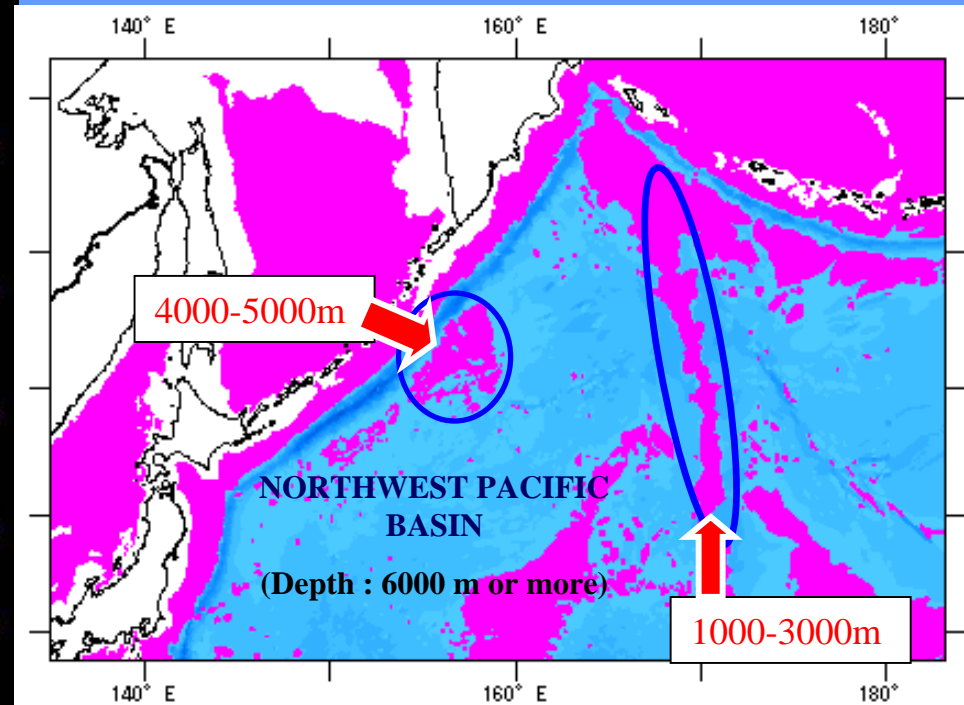 140° E
160° E
180°
4000-5000m
NORTHWEST PACIFIC
BASIN
(Depth : 6000 m or more)
1000-3000m
140° E
160° E
180°